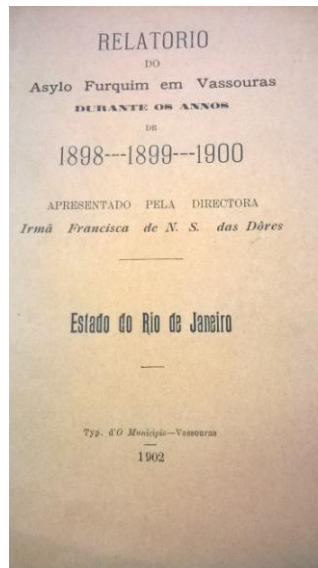 RELATORIO
DO
Asylo Furquim em Vassouras
DURANTE OS ANNOS
DE
1898---1899---1900
APRESENTADO PELA DIRECTORA
Irmã Francisca de N. S. das Dôres
Estado do Rio de Janeiro
Typ. d'O Municipio—Vassouras
1902